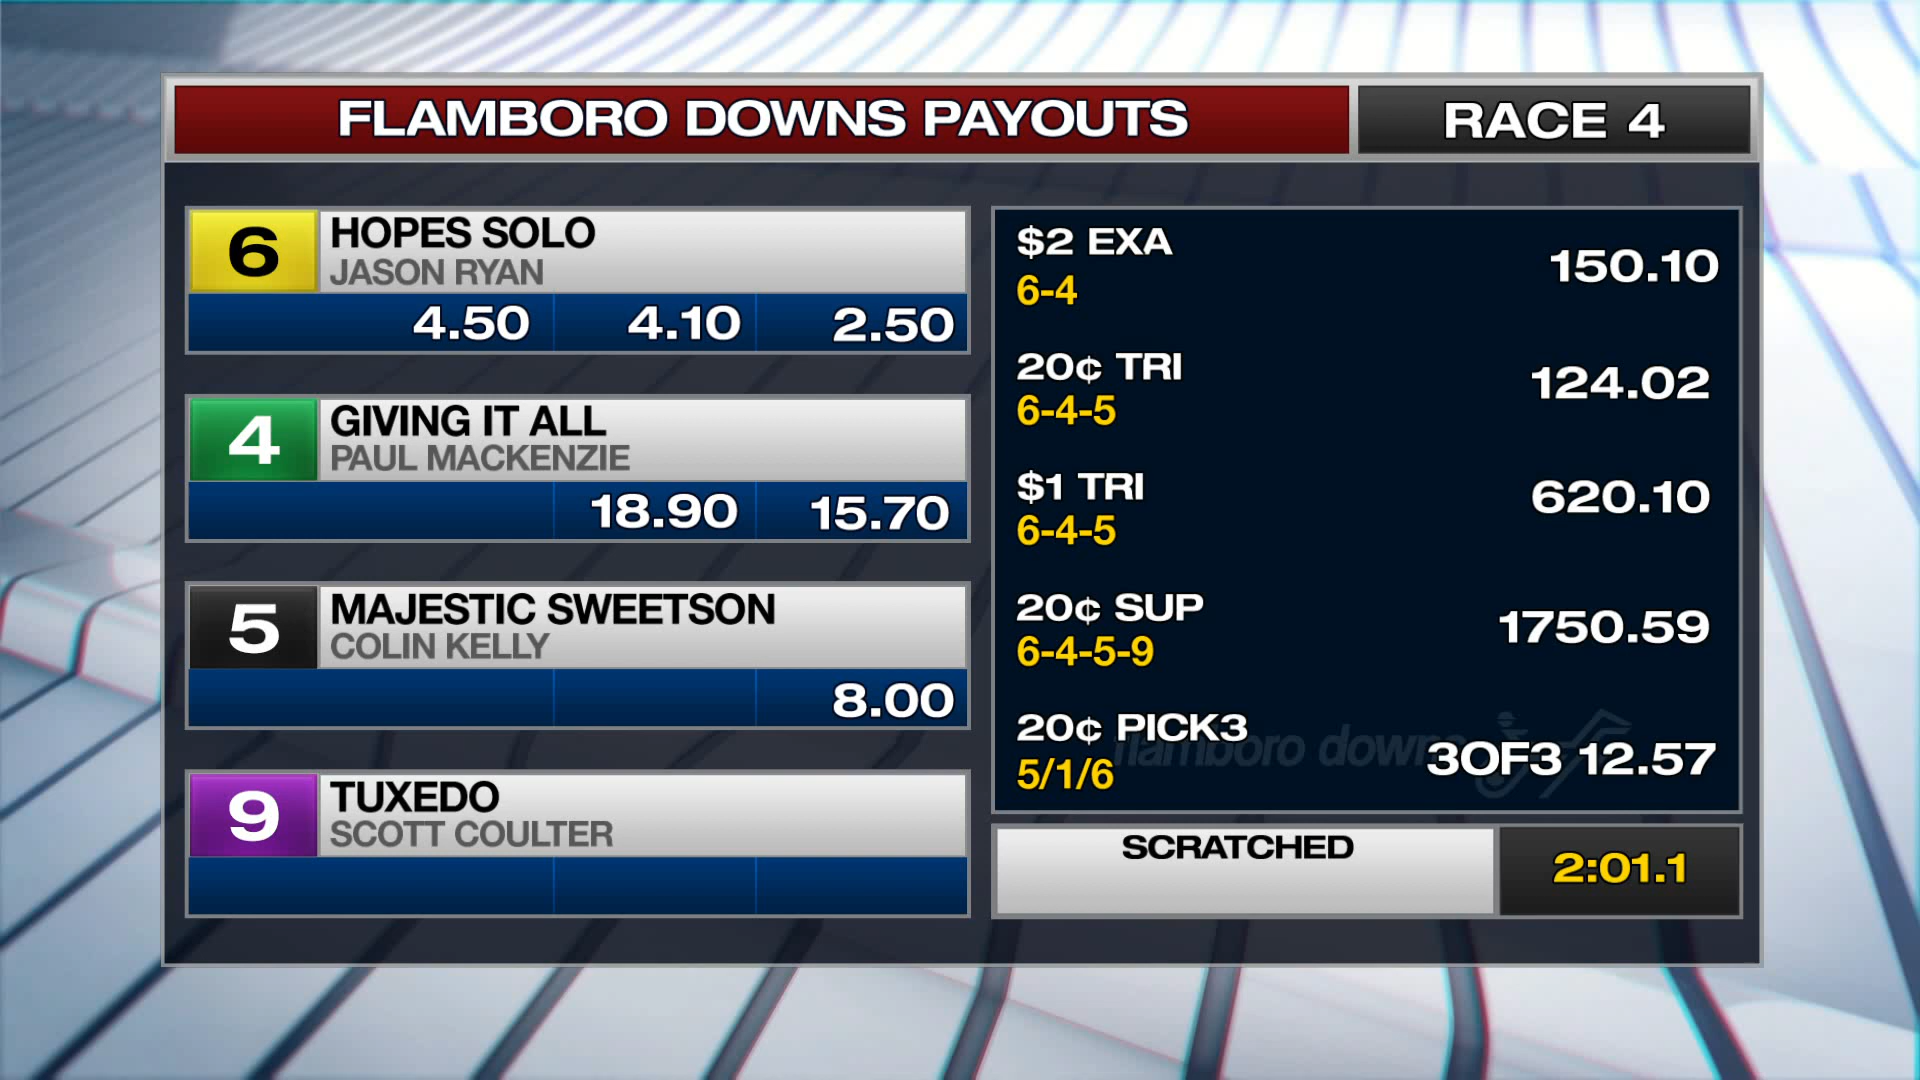 FLAMBORO DOWNS PAYOUTS
RACE 4
6
HOPES SOLO
JASON RYAN
4.50 4.10 2.50
4
GIVING IT ALL
PAUL MACKENZIE
18.90 15.70
5
MAJESTIC SWEETSON
COLIN KELLY
8.00
9
TUXEDO
SCOTT COULTER
$2 EXA
6-4
150.10
20¢ TRI
6-4-5
124.02
$1 TRI
6-4-5
620.10
20¢ SUP
6-4-5-9
1750.59
20¢ PICK3
5/1/6
3OF3 12.57
flamboro downs
SCRATCHED
2:01.1